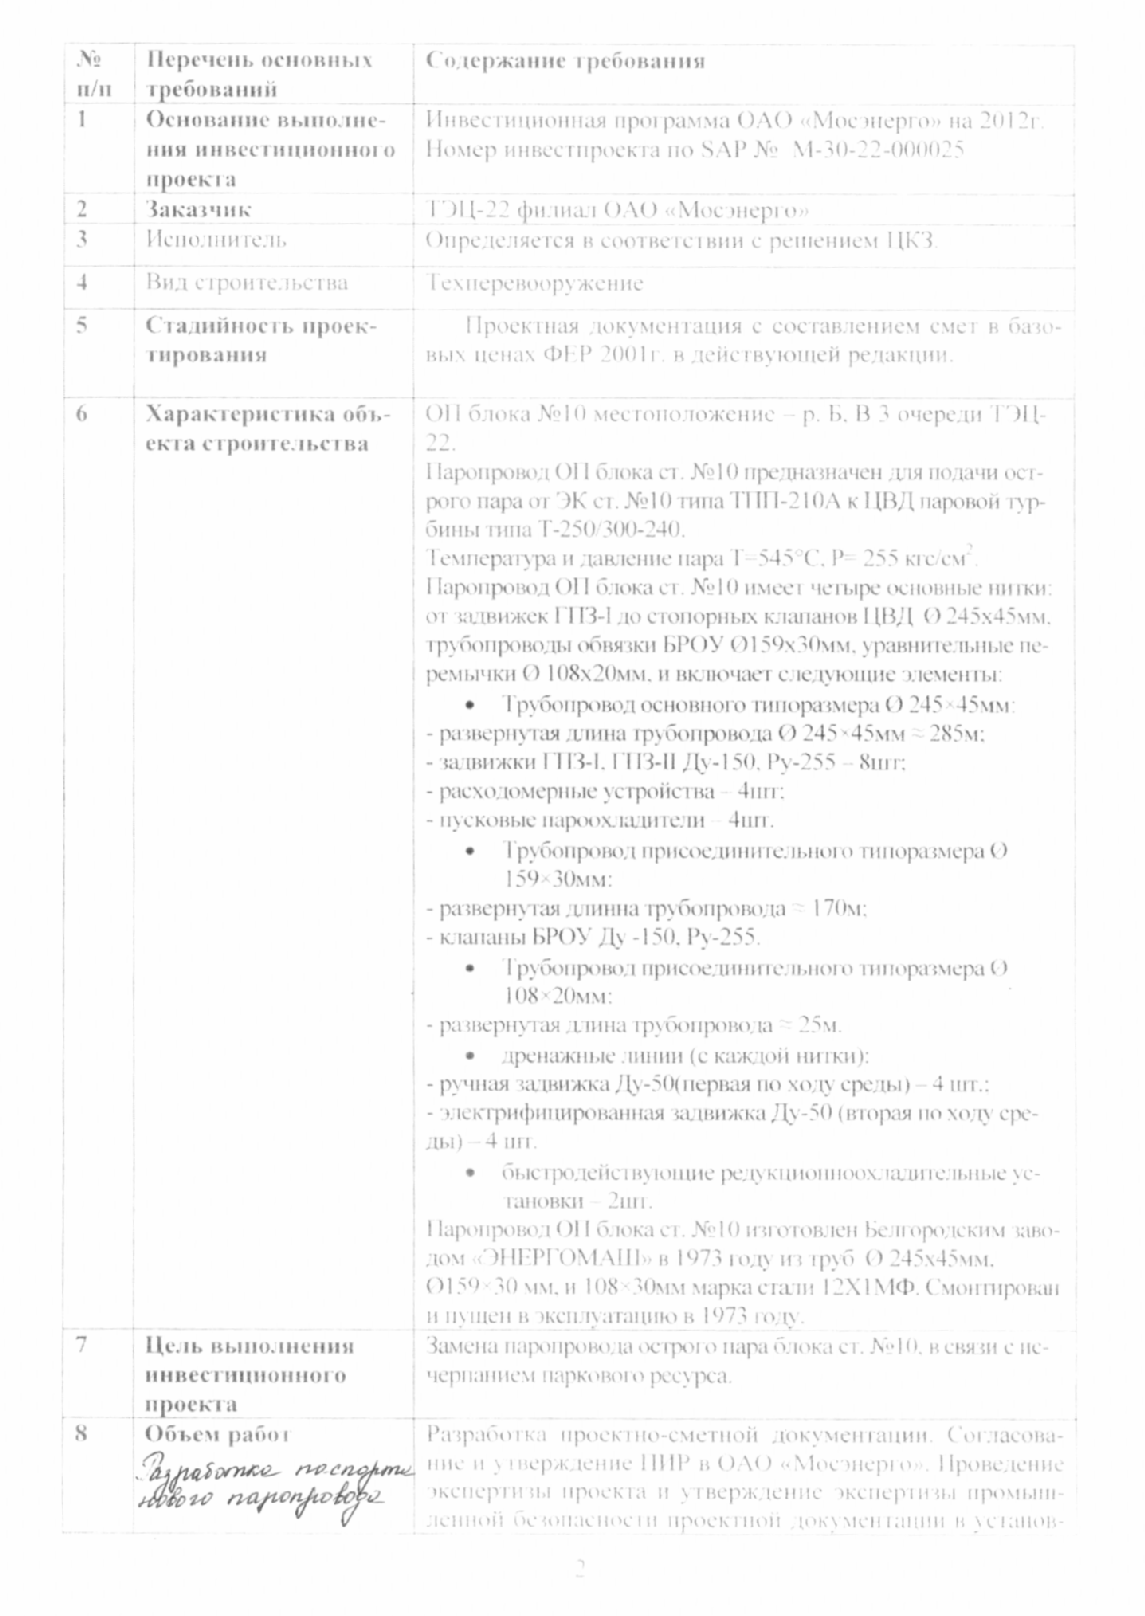 № Перечень основных Содержание требования
п/п требований
1 Основание выполне- Инвестиционная программа ОАО «Мосэнерго» на 2012г.
ния инвестиционного Номер инвестпроекта по SAP № М-30-22-000025
проекта
2 Заказчик ТЭЦ-22 филиал ОАО «Мосэнерго»
3 Исполнитель Определяется в соответствии с решением ЦКЗ.
4 Вид строительства Техперевооружение
5 Стадийность проек- Проектная документация с составлением смет в базо-
тирования вых ценах ФЕР 2001г. в действующей редакции.
6 Характеристика объ- ОП блока №10 местоположение – р. Б, В 3 очереди ТЭЦ-
екта строительства 22.
Паропровод ОП блока ст. №10 предназначен для подачи ост-
рого пара от ЭК ст. №10 типа ТПП-210А к ЦВД паровой тур-
бины типа Т-250/300-240.
Температура и давление пара Т=545°С, Р= 255 кгс/см².
Паропровод ОП блока ст. №10 имеет четыре основные нитки:
от задвижек ГПЗ-I до стопорных клапанов ЦВД Ø 245х45мм,
трубопроводы обвязки БРОУ Ø159х30мм, уравнительные пе-
ремычки Ø 108х20мм, и включает следующие элементы:
• Трубопровод основного типоразмера Ø 245×45мм:
- развернутая длина трубопровода Ø 245×45мм ≈ 285м;
- задвижки ГПЗ-I, ГПЗ-II Ду-150, Ру-255 – 8шт;
- расходомерные устройства – 4шт;
- пусковые пароохладители – 4шт.
• Трубопровод присоединительного типоразмера Ø
159×30мм:
- развернутая длинна трубопровода ≈ 170м;
- клапаны БРОУ Ду -150, Ру-255.
• Трубопровод присоединительного типоразмера Ø
108×20мм:
- развернутая длина трубопровода ≈ 25м.
• дренажные линии (с каждой нитки):
- ручная задвижка Ду-50(первая по ходу среды) – 4 шт.;
- электрифицированная задвижка Ду-50 (вторая по ходу сре-
ды) – 4 шт.
• быстродействующие редукционноохладительные ус-
тановки – 2шт.
Паропровод ОП блока ст. №10 изготовлен Белгородским заво-
дом «ЭНЕРГОМАШ» в 1973 году из труб Ø 245х45мм,
Ø159×30 мм, и 108×30мм марка стали 12Х1МФ. Смонтирован
и пущен в эксплуатацию в 1973 году.
7 Цель выполнения Замена паропровода острого пара блока ст. №10, в связи с ис-
инвестиционного черпанием паркового ресурса.
проекта
8 Объем работ Разработка проектно-сметной документации. Согласова-
Разработка паспорта ние и утверждение ПИР в ОАО «Мосэнерго». Проведение
нового паропровода экспертизы проекта и утверждение экспертизы промыш-
ленной безопасности проектной документации в установ-
2